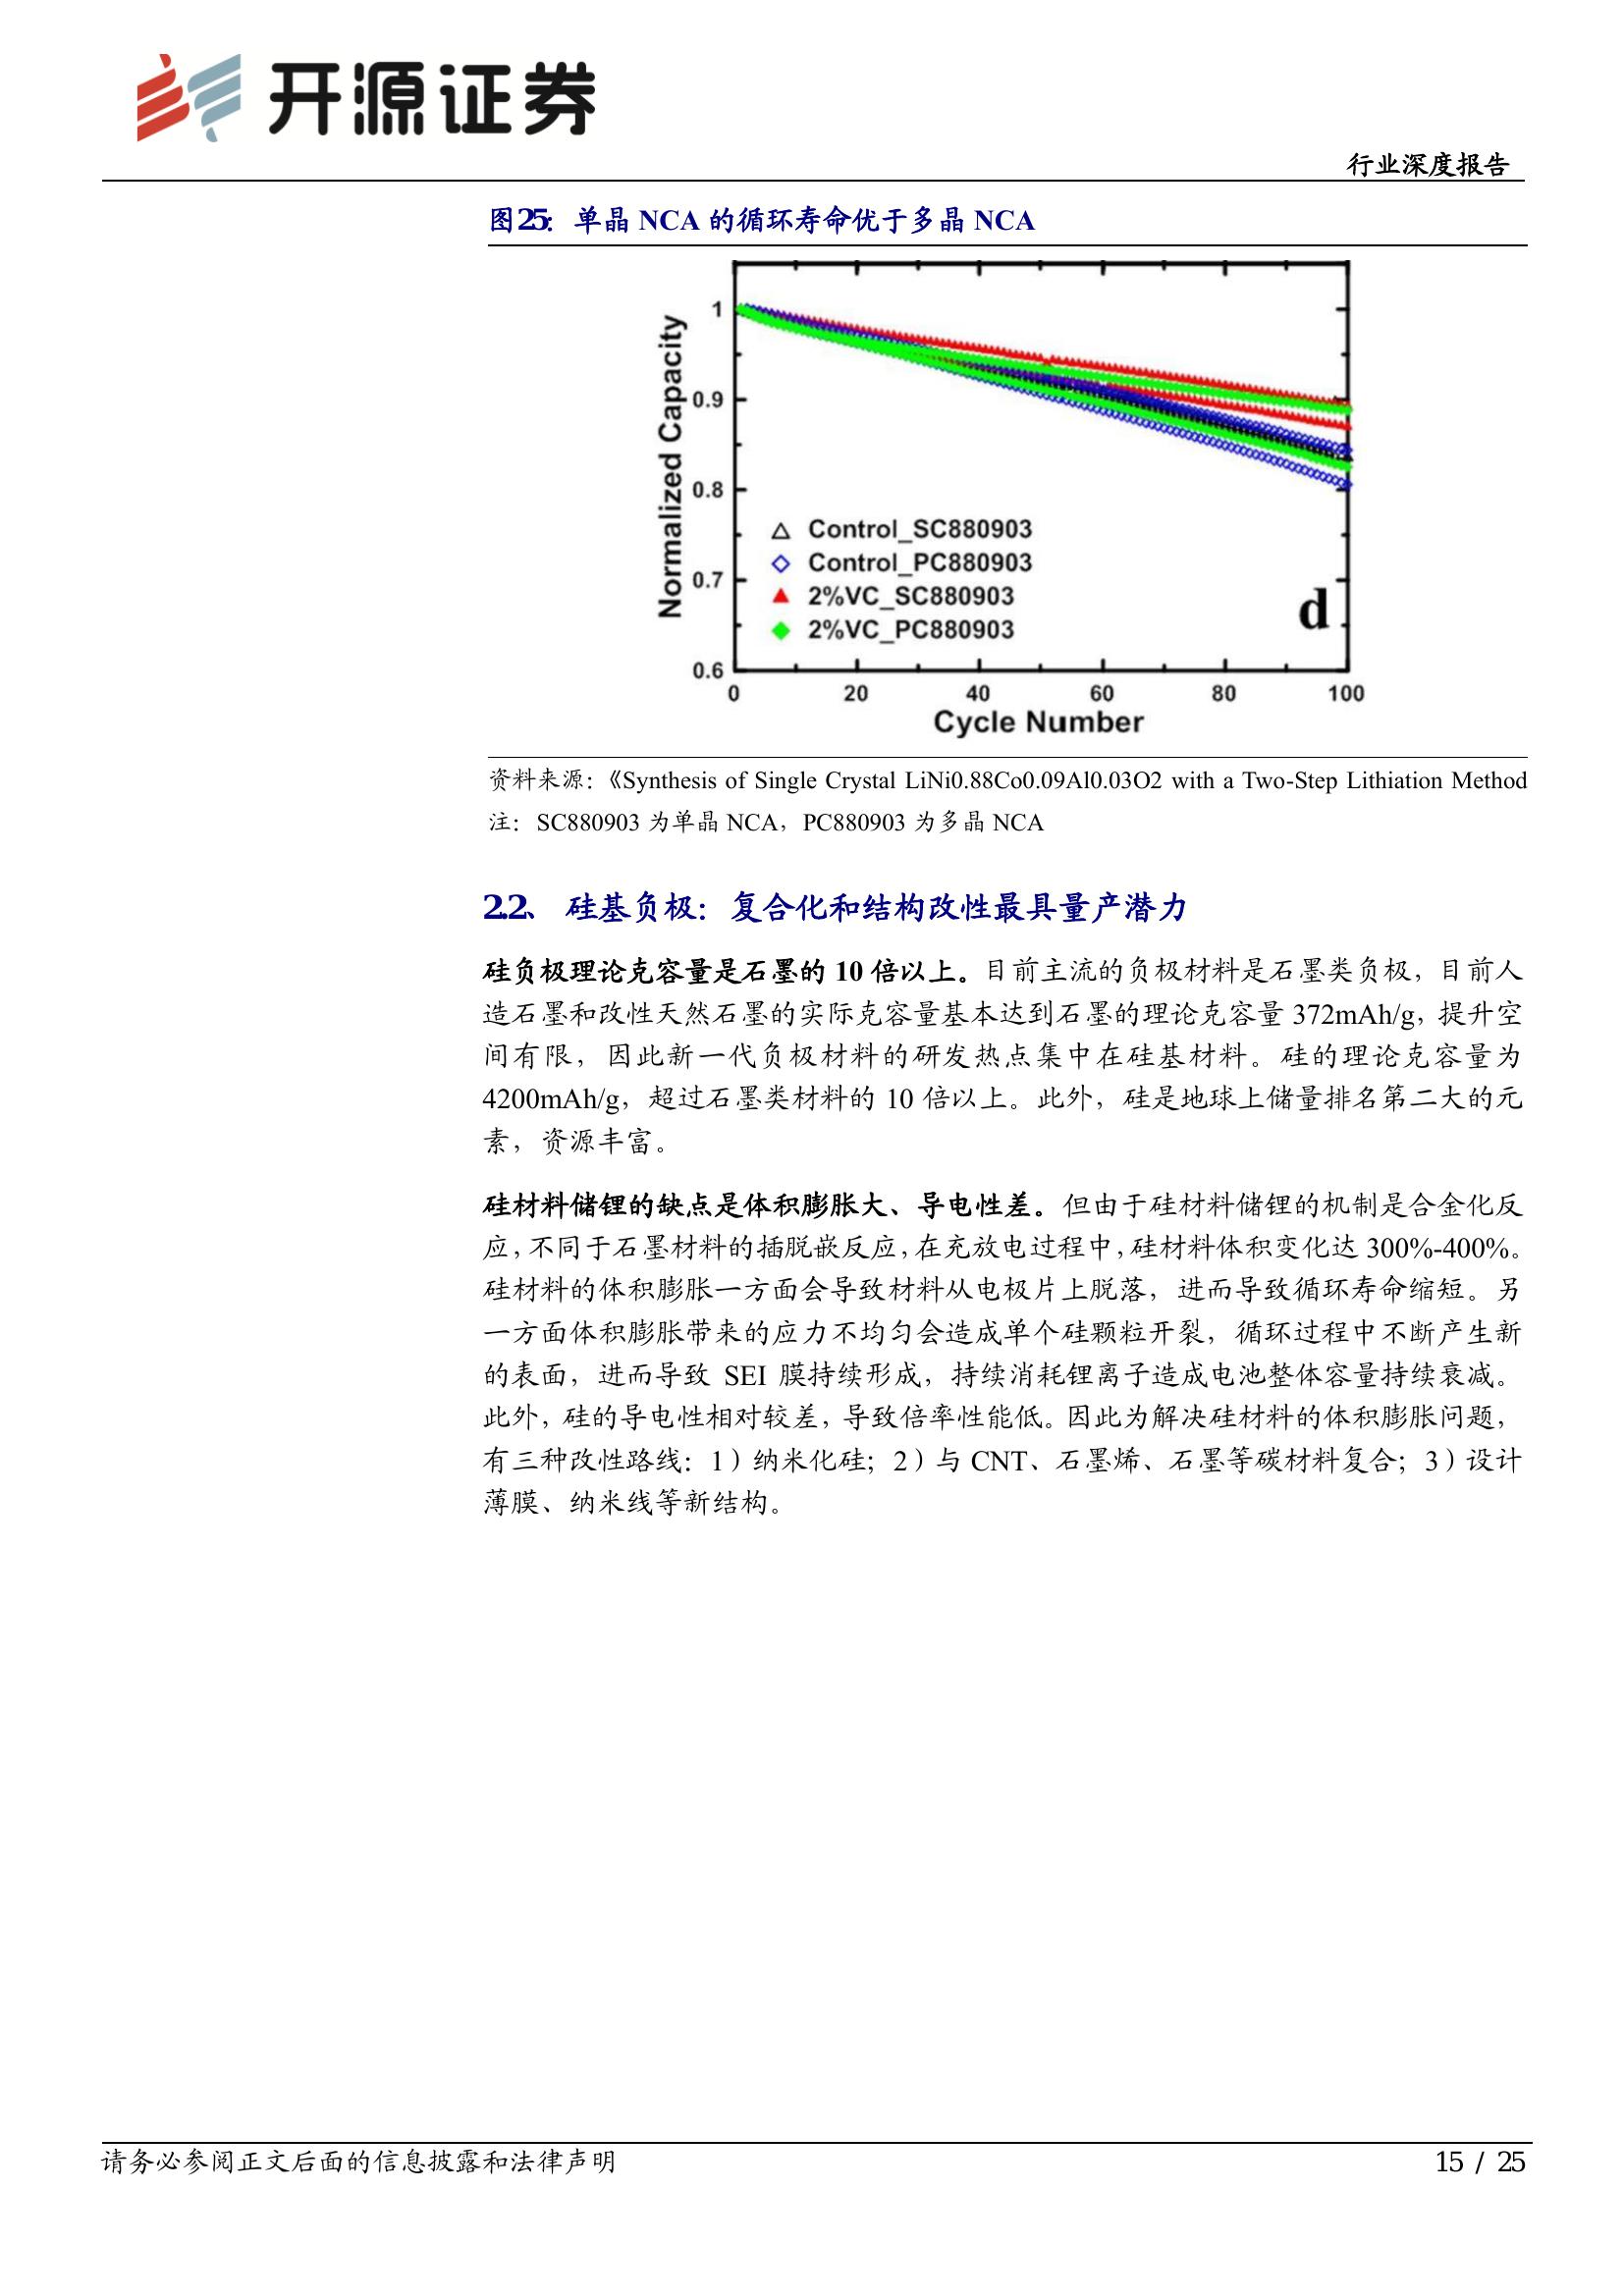 开源证券
行业深度报告
图25：单晶 NCA 的循环寿命优于多晶 NCA
Normalized Capacity
1
0.9
0.8
0.7
0.6
Control_SC880903
Control_PC880903
2%VC_SC880903
2%VC_PC880903
d
0 20 40 60 80 100
Cycle Number
资料来源：《Synthesis of Single Crystal LiNi0.88Co0.09Al0.03O2 with a Two-Step Lithiation Method
注：SC880903 为单晶 NCA，PC880903 为多晶 NCA
2.2、 硅基负极：复合化和结构改性最具量产潜力
硅负极理论克容量是石墨的 10 倍以上。目前主流的负极材料是石墨类负极，目前人
造石墨和改性天然石墨的实际克容量基本达到石墨的理论克容量 372mAh/g，提升空
间有限，因此新一代负极材料的研发热点集中在硅基材料。硅的理论克容量为
4200mAh/g，超过石墨类材料的 10 倍以上。此外，硅是地球上储量排名第二大的元
素，资源丰富。
硅材料储锂的缺点是体积膨胀大、导电性差。但由于硅材料储锂的机制是合金化反
应，不同于石墨材料的插脱嵌反应，在充放电过程中，硅材料体积变化达 300%-400%。
硅材料的体积膨胀一方面会导致材料从电极片上脱落，进而导致循环寿命缩短。另
一方面体积膨胀带来的应力不均匀会造成单个硅颗粒开裂，循环过程中不断产生新
的表面，进而导致 SEI 膜持续形成，持续消耗锂离子造成电池整体容量持续衰减。
此外，硅的导电性相对较差，导致倍率性能低。因此为解决硅材料的体积膨胀问题，
有三种改性路线：1）纳米化硅；2）与 CNT、石墨烯、石墨等碳材料复合；3）设计
薄膜、纳米线等新结构。
请务必参阅正文后面的信息披露和法律声明
15 / 25